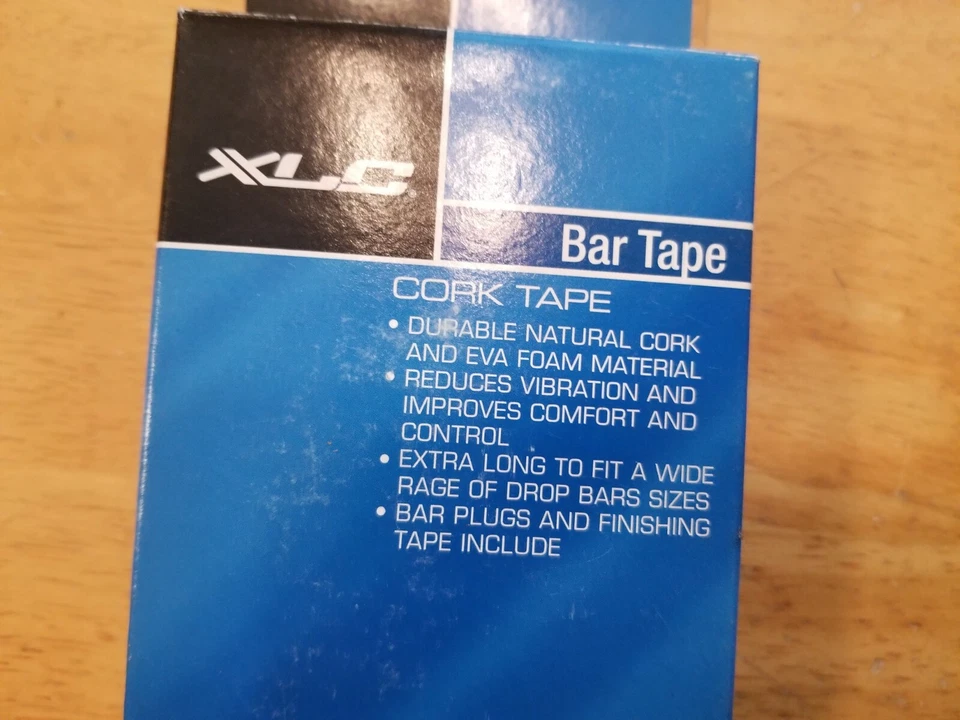 XLC
Bar Tape
CORK TAPE
• DURABLE NATURAL CORK
AND EVA FOAM MATERIAL
• REDUCES VIBRATION AND
IMPROVES COMFORT AND
CONTROL
• EXTRA LONG TO FIT A WIDE
RAGE OF DROP BARS SIZES
• BAR PLUGS AND FINISHING
TAPE INCLUDE